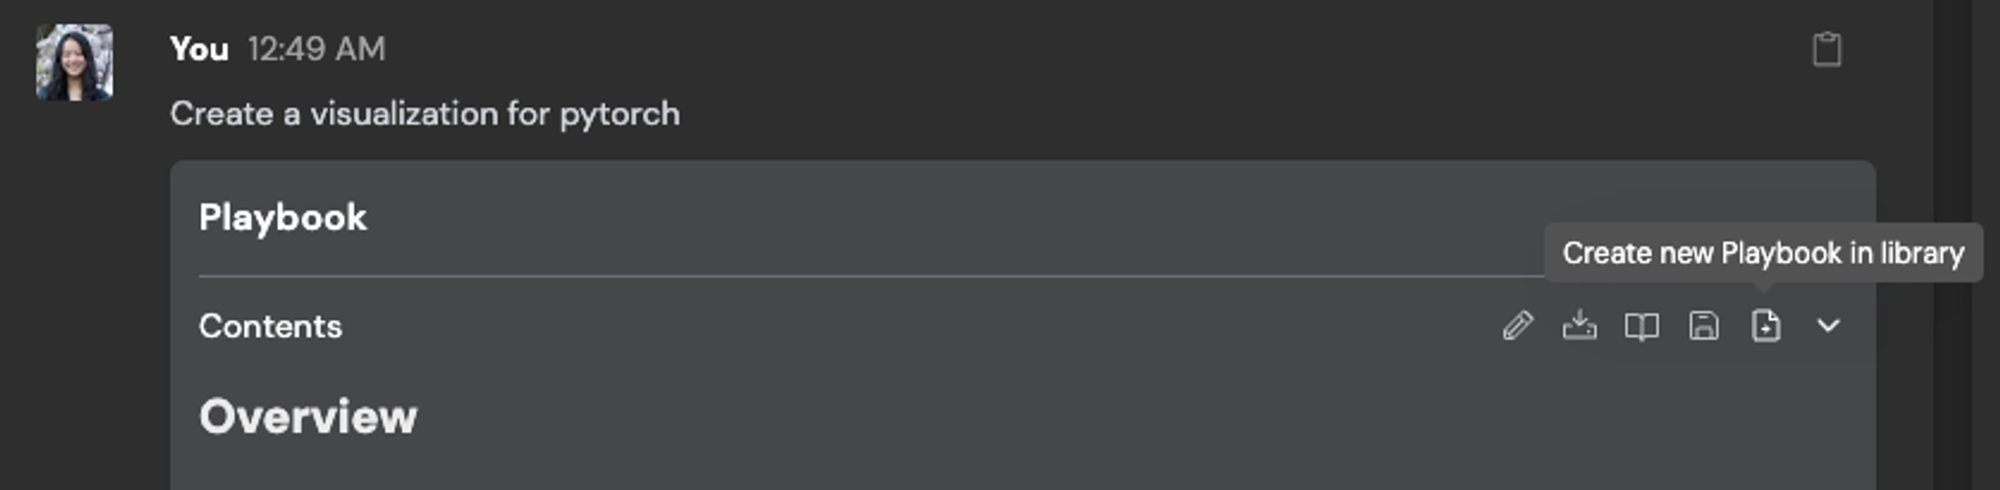 You 12:49 AM
Create a visualization for pytorch
Playbook
Create new Playbook in library
Contents
Overview